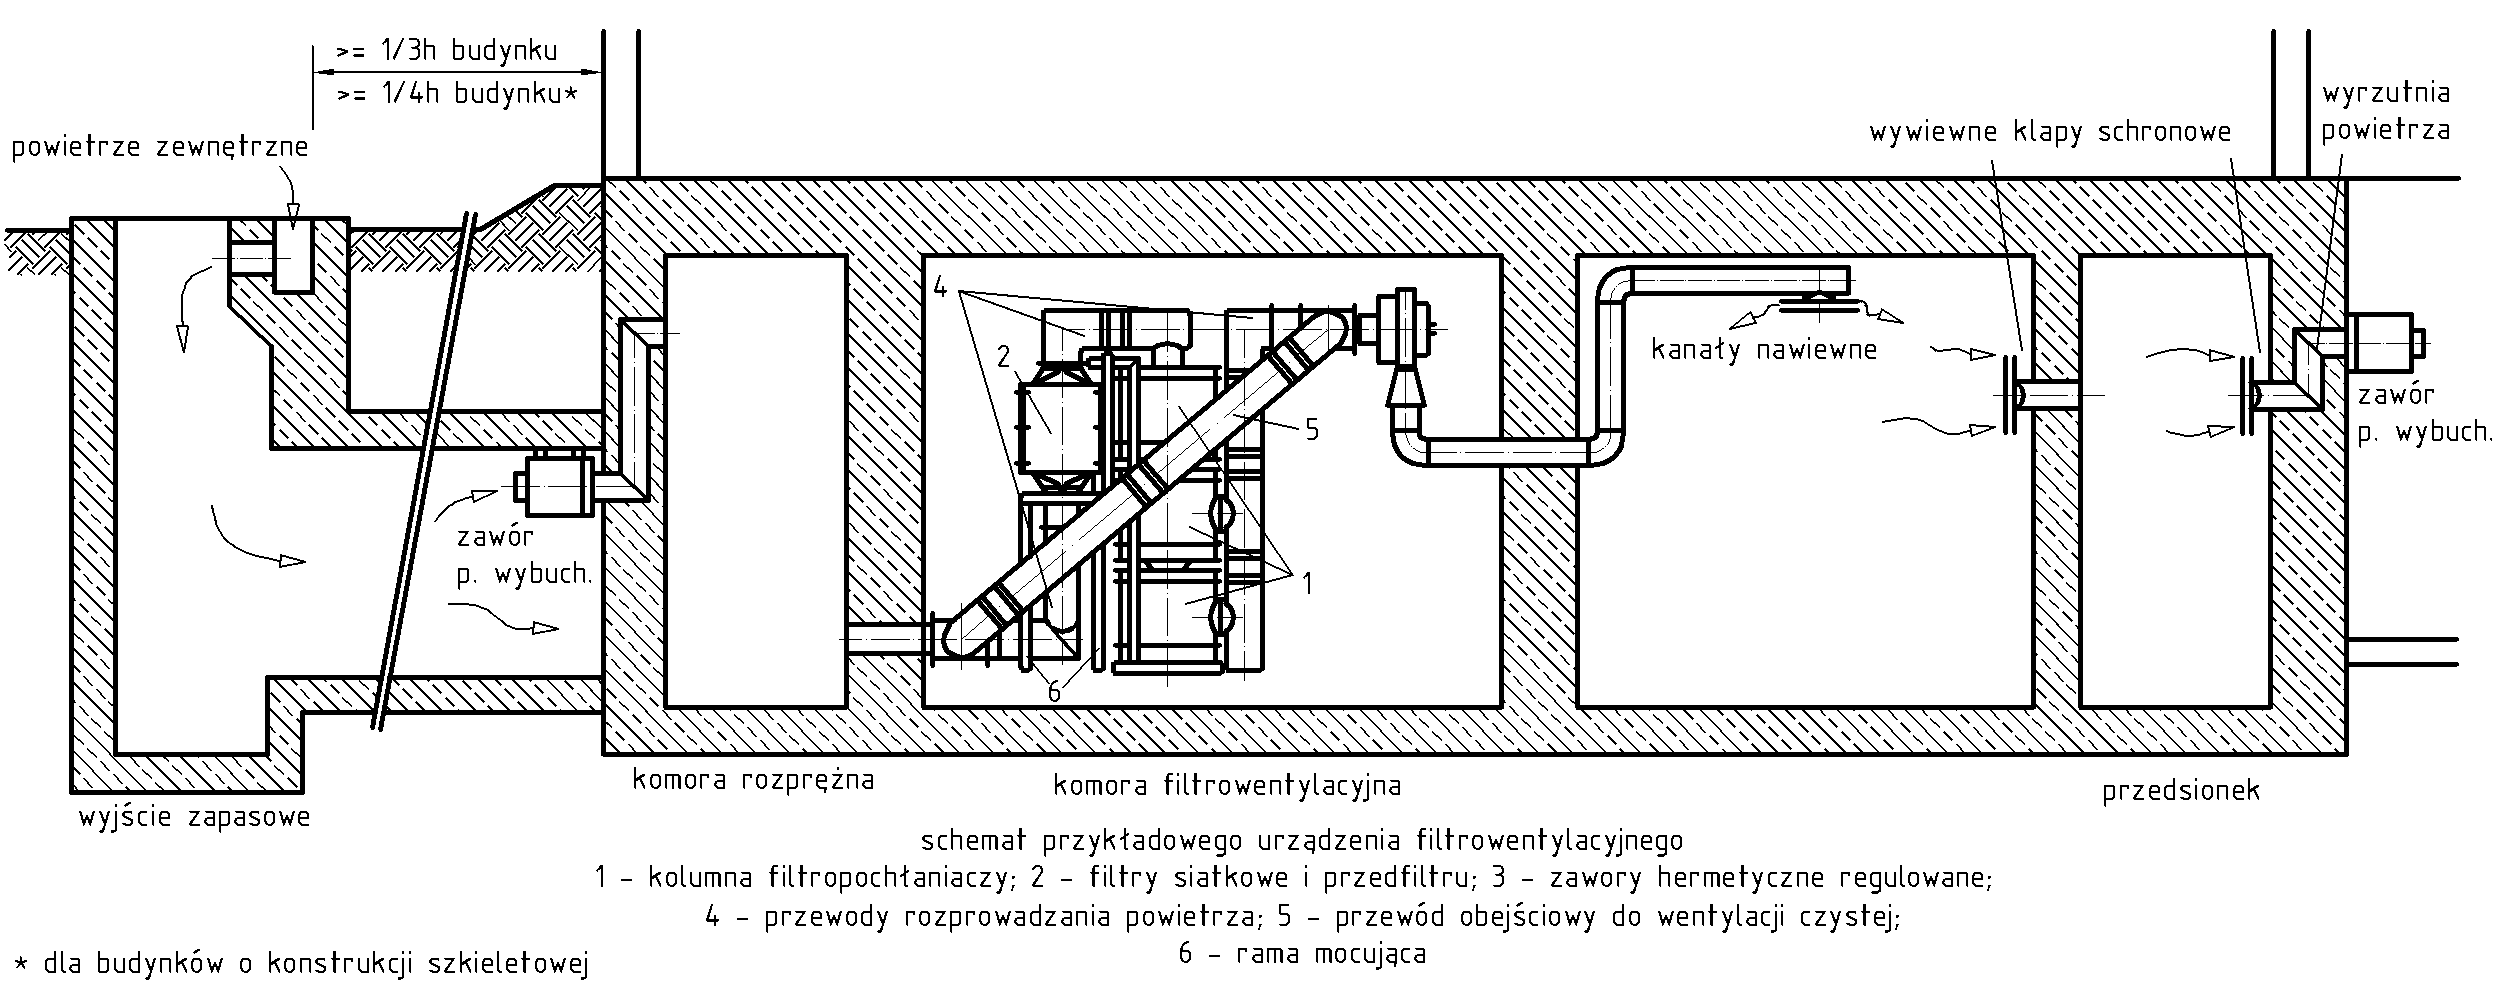 >= 1/3h budynku
>= 1/4h budynku*
powietrze zewnętrzne
wyrzutnia
powietrza
wywiewne klapy schronowe
4
2
kanały nawiewne
5
zawór
p. wybuch.
zawór
p. wybuch.
1
6
komora rozprężna
komora filtrowentylacyjna
przedsionek
wyjście zapasowe
schemat przykładowego urządzenia filtrowentylacyjnego
1 – kolumna filtropochłaniaczy; 2 – filtry siatkowe i przedfiltru; 3 – zawory hermetyczne regulowane;
4 – przewody rozprowadzania powietrza; 5 – przewód obejściowy do wentylacji czystej;
6 – rama mocująca
* dla budynków o konstrukcji szkieletowej